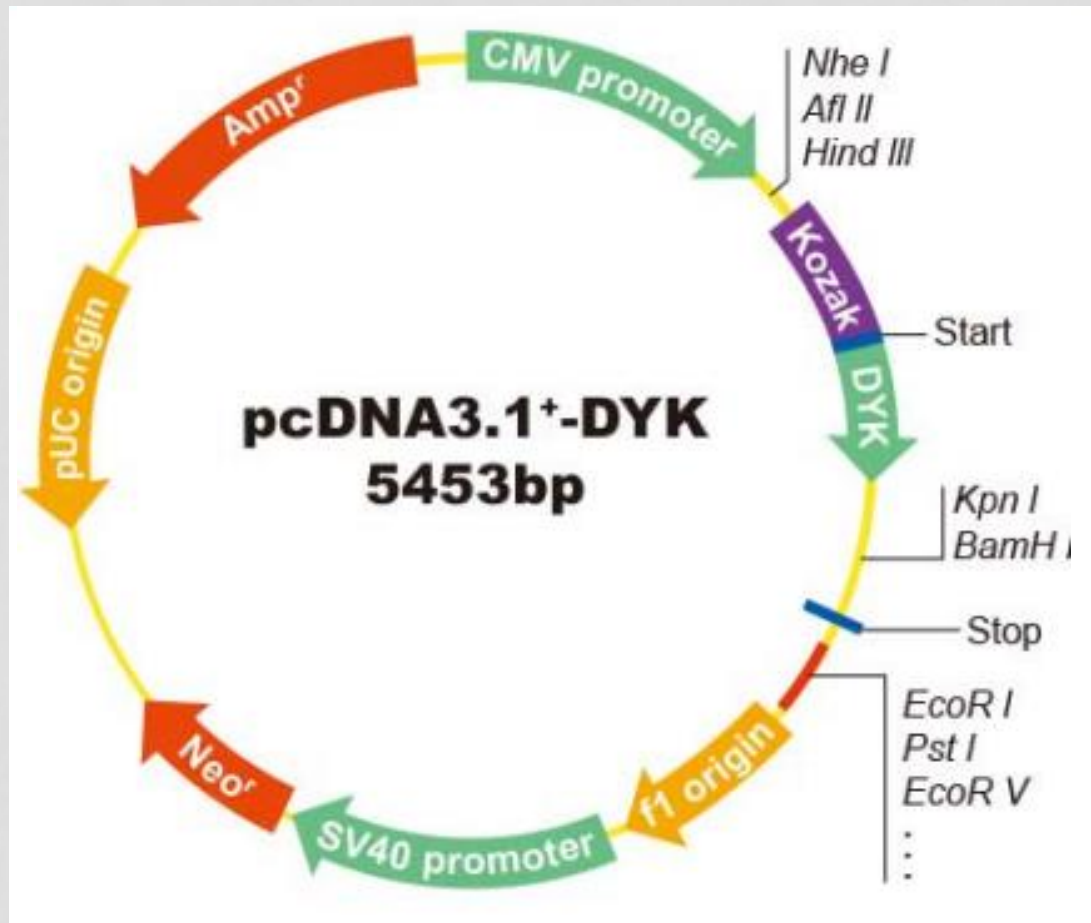 CMV promoter
Nhe I
Afl II
Hind III
Kozak
Start
DYK
Kpn I
BamH I
Stop
EcoR I
Pst I
EcoR V
f1 origin
SV40 promoter
Neoʳ
pUC origin
Ampʳ
pcDNA3.1⁺-DYK
5453bp